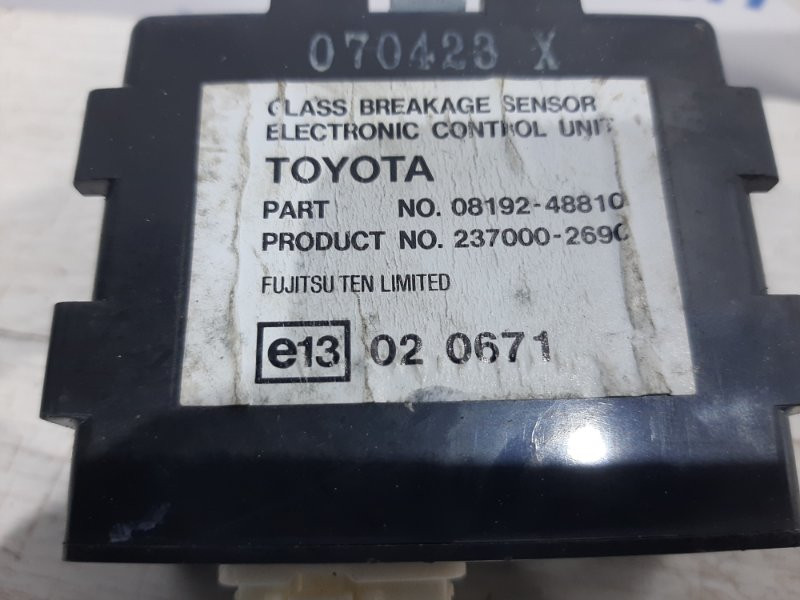 070423 X
GLASS BREAKAGE SENSOR
ELECTRONIC CONTROL UNIT
TOYOTA
PART NO. 08192-48810
PRODUCT NO. 237000-2690
FUJITSU TEN LIMITED
e13 02 0671